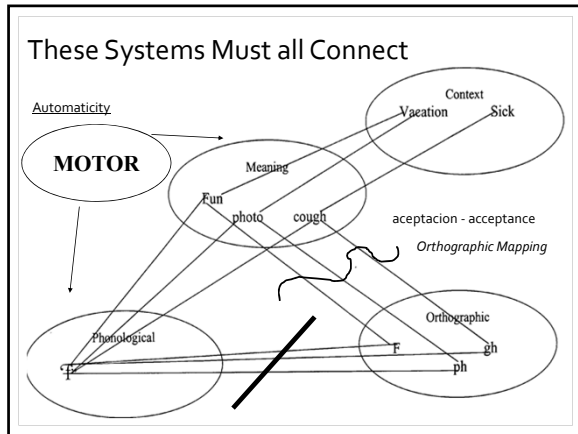 These Systems Must all Connect
Automaticity
MOTOR
Context
Vacation Sick
Meaning
Fun
photo cough
aceptacion - acceptance
Orthographic Mapping
Phonological
Orthographic
F gh
ph